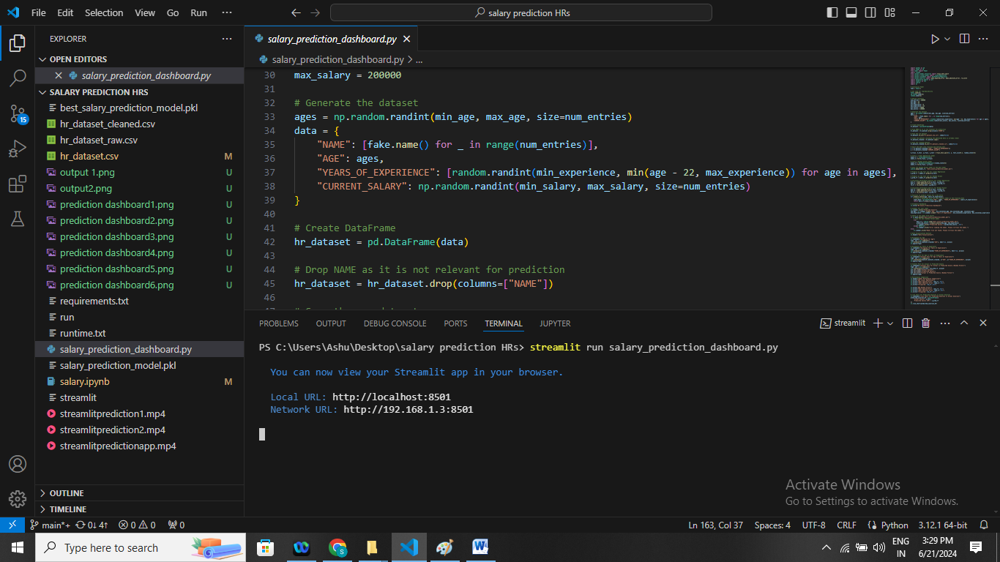 File Edit Selection View Go Run ··· salary prediction HRs
EXPLORER ···
OPEN EDITORS
salary_prediction_dashboard.py
SALARY PREDICTION HRS
best_salary_prediction_model.pkl
hr_dataset_cleaned.csv
hr_dataset_raw.csv
hr_dataset.csv M
output 1.png U
output2.png U
prediction dashboard1.png U
prediction dashboard2.png U
prediction dashboard3.png U
prediction dashboard4.png U
prediction dashboard5.png U
prediction dashboard6.png U
requirements.txt
run
runtime.txt
salary_prediction_dashboard.py
salary_prediction_model.pkl
salary.ipynb M
streamlit
streamlitprediction1.mp4
streamlitprediction2.mp4
streamlitpredictionapp.mp4
OUTLINE
TIMELINE
15
salary_prediction_dashboard.py
salary_prediction_dashboard.py > ...
30 max_salary = 200000
31
32 # Generate the dataset
33 ages = np.random.randint(min_age, max_age, size=num_entries)
34 data = {
35 "NAME": [fake.name() for _ in range(num_entries)],
36 "AGE": ages,
37 "YEARS_OF_EXPERIENCE": [random.randint(min_experience, min(age - 22, max_experience)) for age in ages],
38 "CURRENT_SALARY": np.random.randint(min_salary, max_salary, size=num_entries)
39 }
40
41 # Create DataFrame
42 hr_dataset = pd.DataFrame(data)
43
44 # Drop NAME as it is not relevant for prediction
45 hr_dataset = hr_dataset.drop(columns=["NAME"])
46
PROBLEMS OUTPUT DEBUG CONSOLE PORTS TERMINAL JUPYTER streamlit
PS C:\Users\Ashu\Desktop\salary prediction HRs> streamlit run salary_prediction_dashboard.py
You can now view your Streamlit app in your browser.
Local URL: http://localhost:8501
Network URL: http://192.168.1.3:8501
Activate Windows
Go to Settings to activate Windows.
main*+ 0↓ 4↑ 0 0 0 Ln 163, Col 37 Spaces: 4 UTF-8 CRLF Python 3.12.1 64-bit
Type here to search
ENG
IN
3:29 PM
6/21/2024